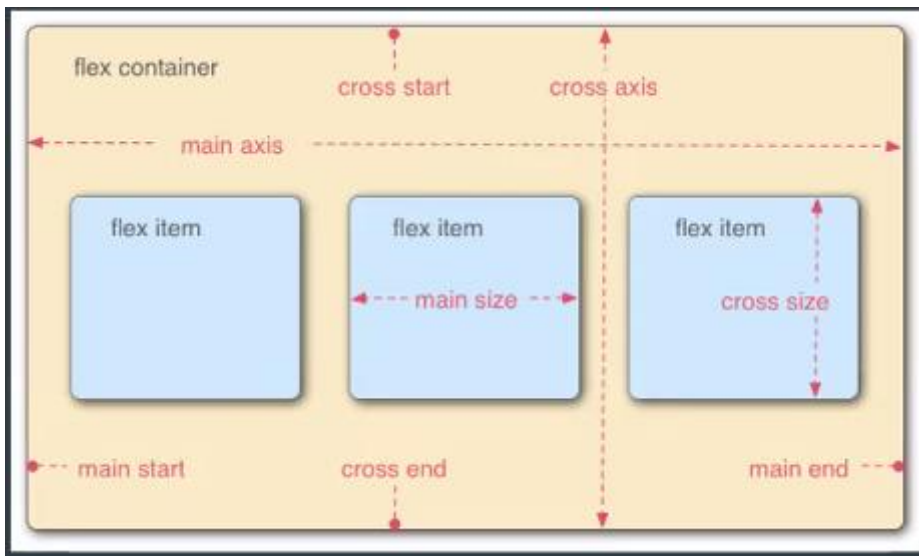 flex container
cross start
cross axis
main axis
flex item
flex item
flex item
main size
cross size
main start
cross end
main end